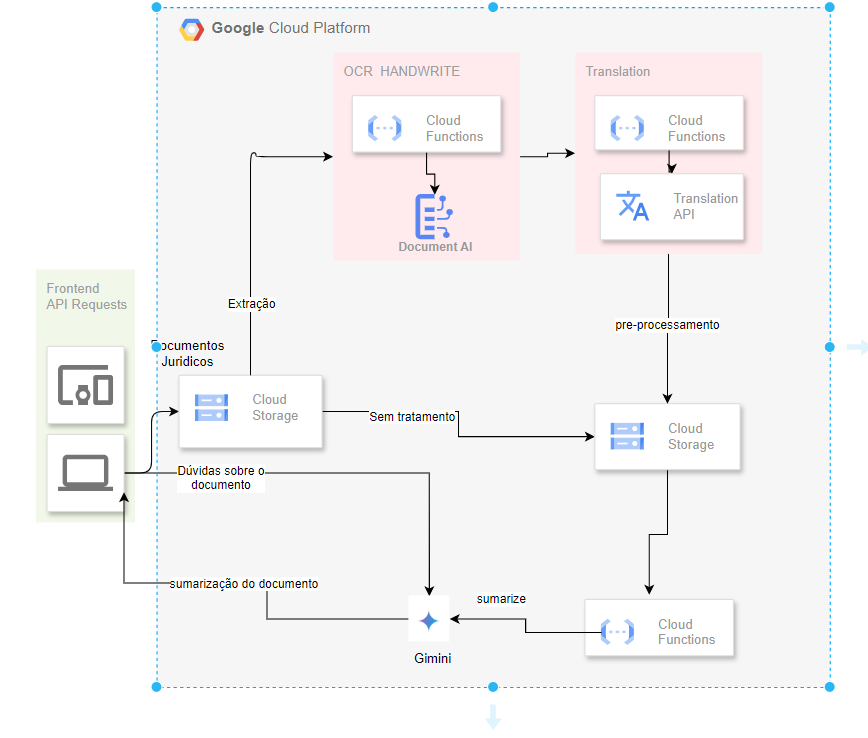 Google Cloud Platform
OCR HANDWRITE
Cloud
Functions
Document AI
Translation
Cloud
Functions
Translation
API
Frontend
API Requests
Extração
pre-processamento
Documentos
Juridicos
Cloud
Storage
Sem tratamento
Cloud
Storage
Dúvidas sobre o
documento
sumarização do documento
sumarize
Cloud
Functions
Gimini